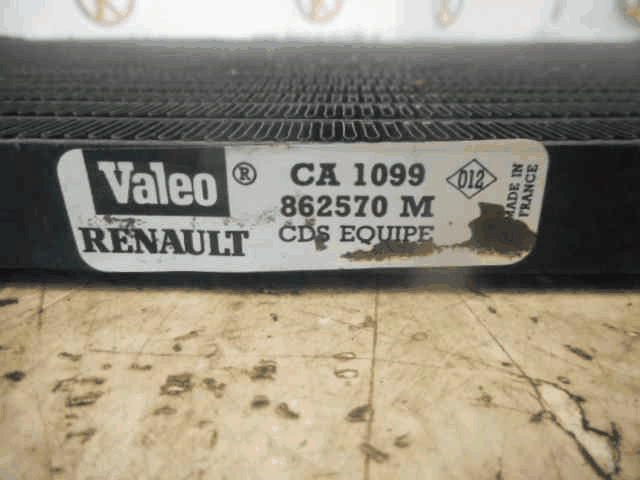 Valeo ® CA 1099 D12
862570 M
RENAULT CDS EQUIPE
MADE IN
FRANCE